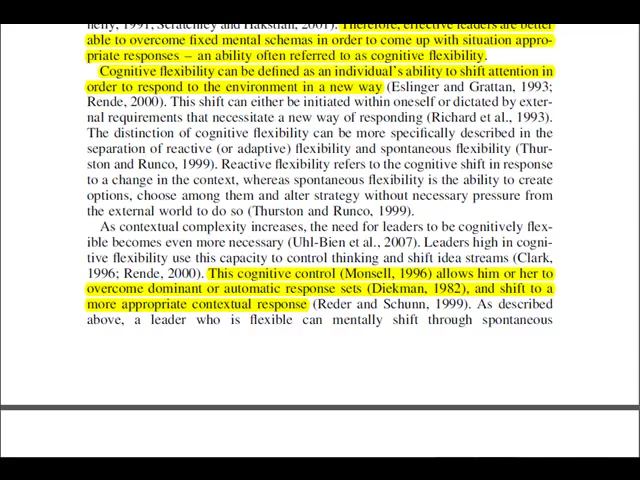 nelly, 1991; Scratchley and Hakstian, 2001). Therefore, effective leaders are better
able to overcome fixed mental schemas in order to come up with situation appro-
priate responses – an ability often referred to as cognitive flexibility.
Cognitive flexibility can be defined as an individual's ability to shift attention in
order to respond to the environment in a new way (Eslinger and Grattan, 1993;
Rende, 2000). This shift can either be initiated within oneself or dictated by exter-
nal requirements that necessitate a new way of responding (Richard et al., 1993).
The distinction of cognitive flexibility can be more specifically described in the
separation of reactive (or adaptive) flexibility and spontaneous flexibility (Thur-
ston and Runco, 1999). Reactive flexibility refers to the cognitive shift in response
to a change in the context, whereas spontaneous flexibility is the ability to create
options, choose among them and alter strategy without necessary pressure from
the external world to do so (Thurston and Runco, 1999).
As contextual complexity increases, the need for leaders to be cognitively flex-
ible becomes even more necessary (Uhl-Bien et al., 2007). Leaders high in cogni-
tive flexibility use this capacity to control thinking and shift idea streams (Clark,
1996; Rende, 2000). This cognitive control (Monsell, 1996) allows him or her to
overcome dominant or automatic response sets (Diekman, 1982), and shift to a
more appropriate contextual response (Reder and Schunn, 1999). As described
above, a leader who is flexible can mentally shift through spontaneous